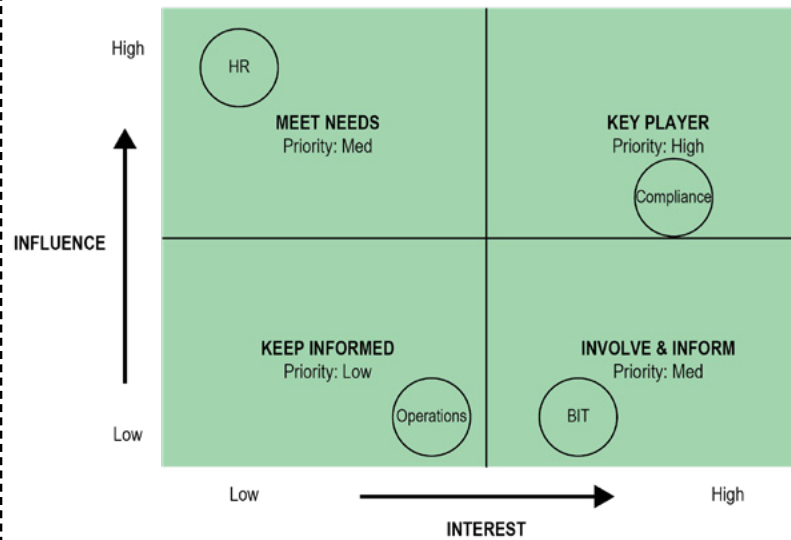 High
HR
MEET NEEDS
Priority: Med
KEY PLAYER
Priority: High
Compliance
INFLUENCE
KEEP INFORMED
Priority: Low
Operations
INVOLVE & INFORM
Priority: Med
BIT
Low
Low
High
INTEREST